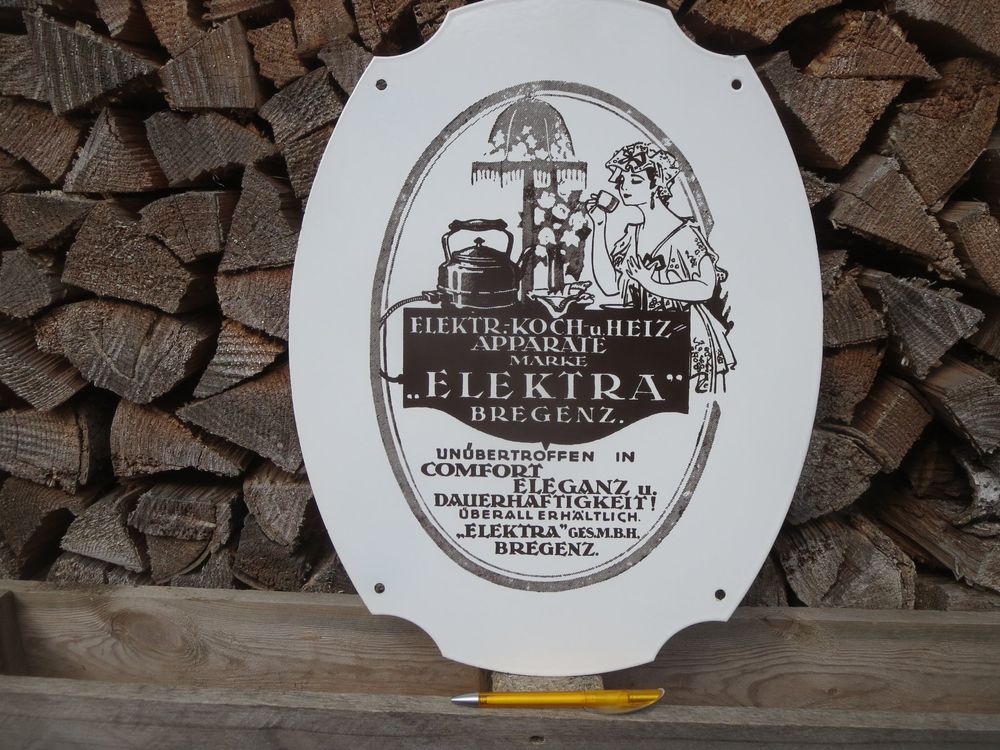 ELEKTR.-KOCH u. HEIZ-
APPARATE
MARKE
„ELEKTRA”
BREGENZ.
UNÜBERTROFFEN IN
COMFORT
ELEGANZ u.
DAUERHAFTIGKEIT!
ÜBERALL ERHÄLTLICH.
„ELEKTRA” GES.M.B.H.
BREGENZ.